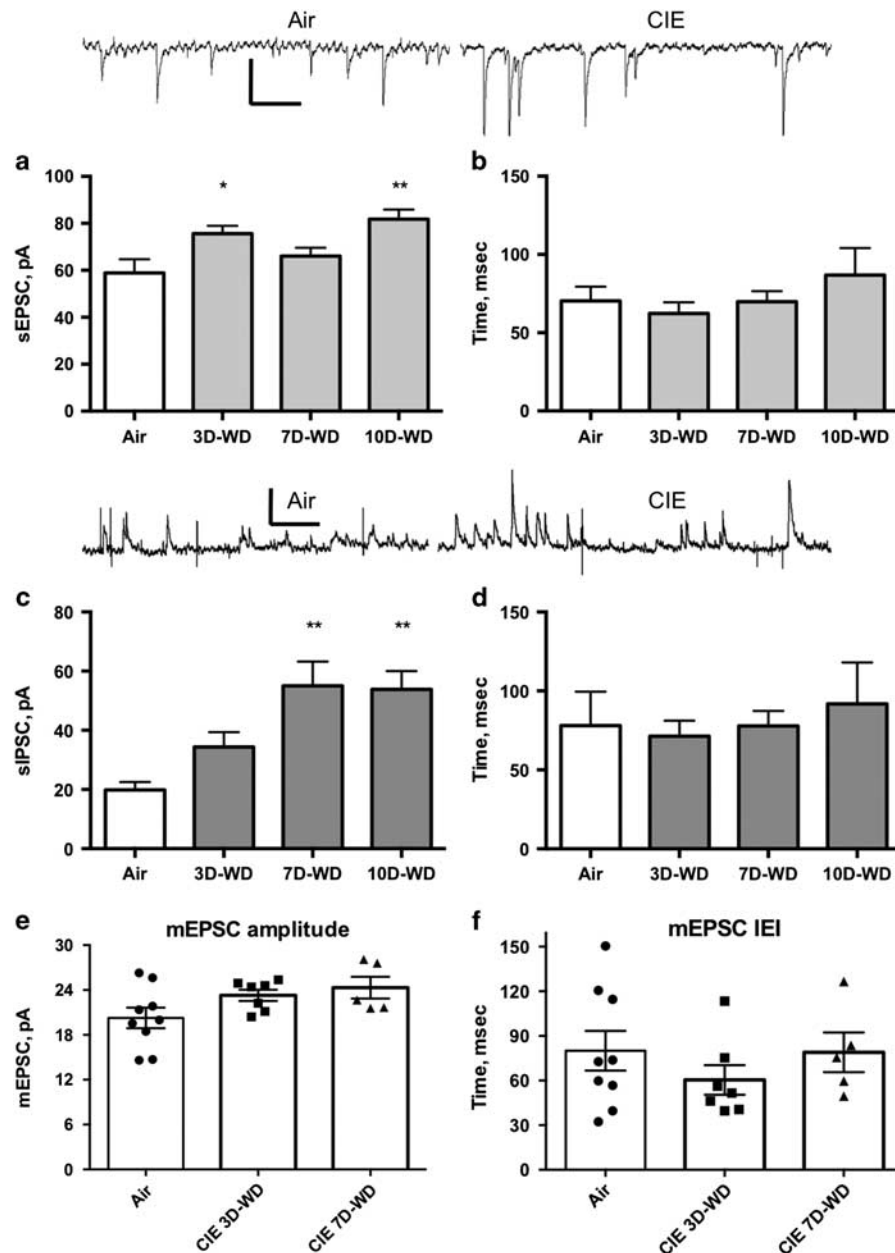 Air CIE
a
sEPSC, pA
100
80
60
40
20
0
* **
Air 3D-WD 7D-WD 10D-WD
b
Time, msec
150
100
50
0
Air 3D-WD 7D-WD 10D-WD
Air CIE
c
sIPSC, pA
80
60
40
20
0
** **
Air 3D-WD 7D-WD 10D-WD
d
Time, msec
150
100
50
0
Air 3D-WD 7D-WD 10D-WD
e
mEPSC amplitude
mEPSC, pA
30
24
18
12
6
0
Air CIE 3D-WD CIE 7D-WD
f
mEPSC IEI
Time, msec
150
120
90
60
30
0
Air CIE 3D-WD CIE 7D-WD